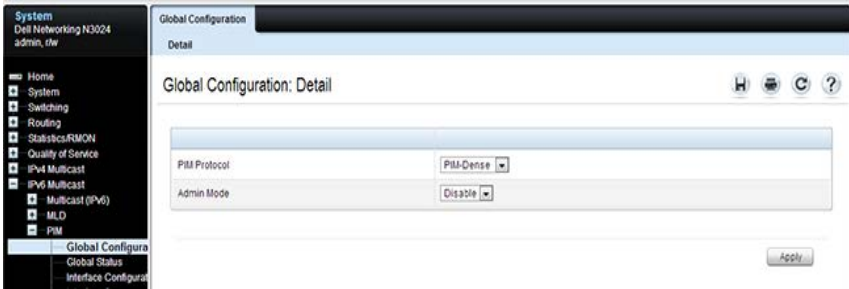 System
Dell Networking N3024
admin, r/w
Home
System
Switching
Routing
Statistics/RMON
Quality of Service
IPv4 Multicast
IPv6 Multicast
Multicast (IPv6)
MLD
PIM
Global Configura
Global Status
Interface Configurat
Global Configuration
Detail
Global Configuration: Detail
H ?
PIM Protocol PIM-Dense
Admin Mode Disable
Apply